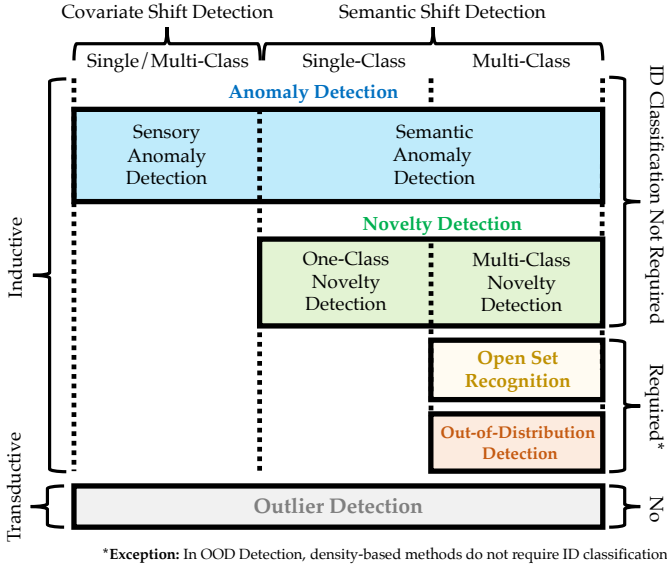 Covariate Shift Detection
Semantic Shift Detection
Single/Multi-Class
Single-Class
Multi-Class
Anomaly Detection
Sensory
Anomaly
Detection
Semantic
Anomaly
Detection
Novelty Detection
One-Class
Novelty
Detection
Multi-Class
Novelty
Detection
Open Set
Recognition
Out-of-Distribution
Detection
Outlier Detection
Inductive
Transductive
ID Classification Not Required
Required*
No
*Exception: In OOD Detection, density-based methods do not require ID classification